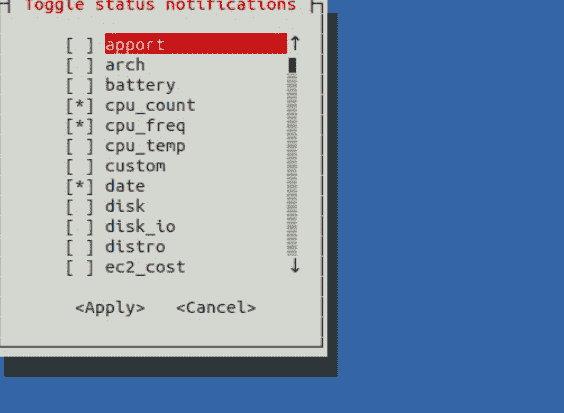 Toggle status notifications
[ ] apport ↑
[ ] arch
[ ] battery
[*] cpu_count
[*] cpu_freq
[ ] cpu_temp
[ ] custom
[*] date
[ ] disk
[ ] disk_io
[ ] distro
[ ] ec2_cost ↓
<Apply> <Cancel>